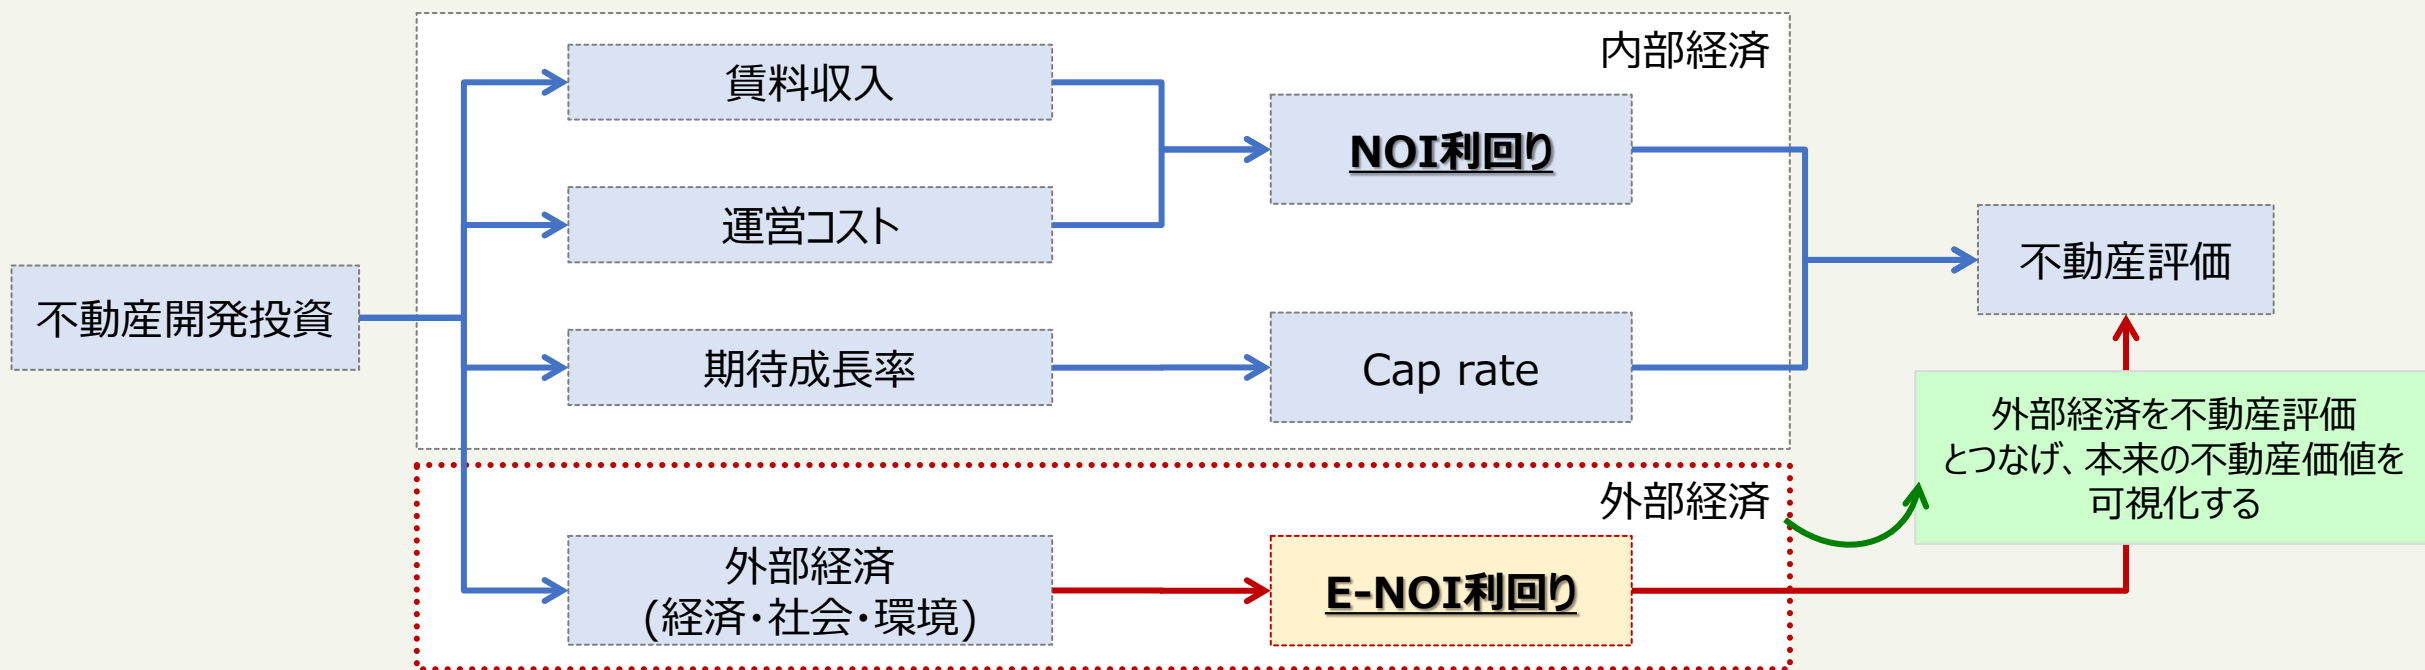 不動産開発投資
内部経済
賃料収入
運営コスト
期待成長率
NOI利回り
Cap rate
不動産評価
外部経済
外部経済
(経済・社会・環境)
E-NOI利回り
外部経済を不動産評価
とつなげ、本来の不動産価値を
可視化する